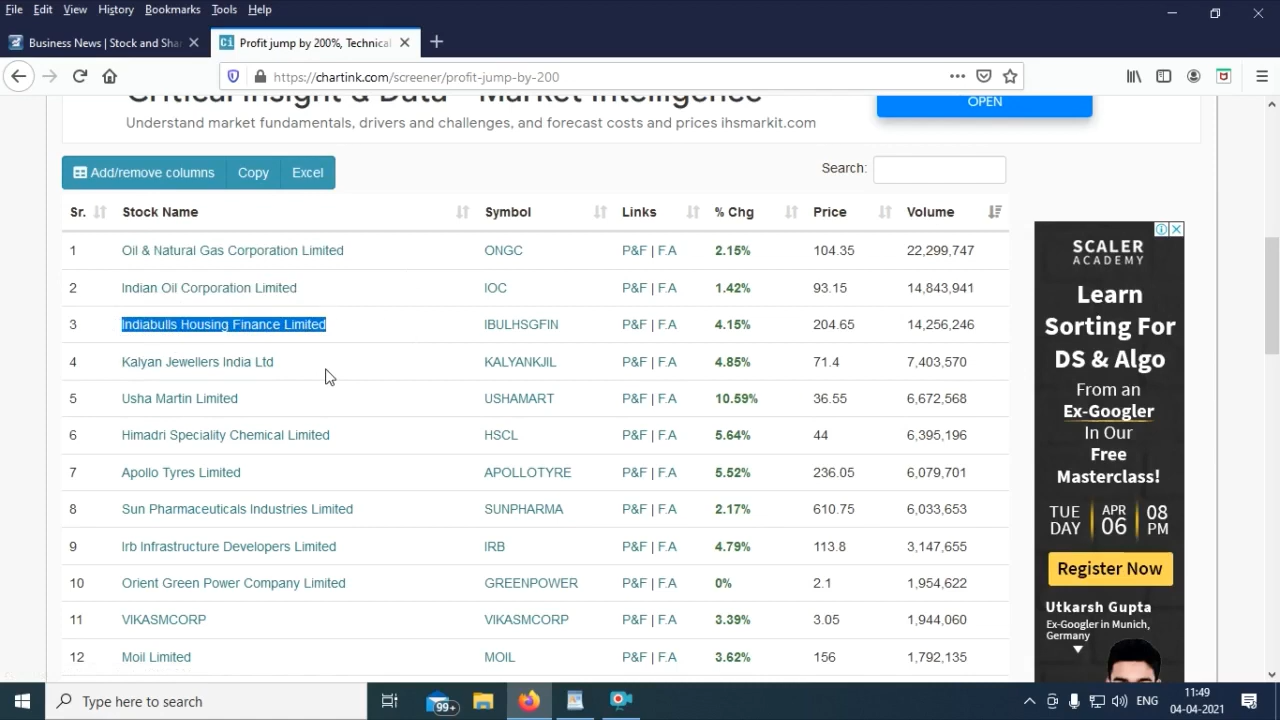 File Edit View History Bookmarks Tools Help
Business News | Stock and Sha
Profit jump by 200%, Technical
https://chartink.com/screener/profit-jump-by-200
Critical Insight & Data - Market Intelligence
Understand market fundamentals, drivers and challenges, and forecast costs and prices ihsmarkit.com
OPEN
Add/remove columns Copy Excel
Search:
Sr. Stock Name Symbol Links % Chg Price Volume
1 Oil & Natural Gas Corporation Limited ONGC P&F | F.A 2.15% 104.35 22,299,747
2 Indian Oil Corporation Limited IOC P&F | F.A 1.42% 93.15 14,843,941
3 Indiabulls Housing Finance Limited IBULHSGFIN P&F | F.A 4.15% 204.65 14,256,246
4 Kalyan Jewellers India Ltd KALYANKJIL P&F | F.A 4.85% 71.4 7,403,570
5 Usha Martin Limited USHAMART P&F | F.A 10.59% 36.55 6,672,568
6 Himadri Speciality Chemical Limited HSCL P&F | F.A 5.64% 44 6,395,196
7 Apollo Tyres Limited APOLLOTYRE P&F | F.A 5.52% 236.05 6,079,701
8 Sun Pharmaceuticals Industries Limited SUNPHARMA P&F | F.A 2.17% 610.75 6,033,653
9 Irb Infrastructure Developers Limited IRB P&F | F.A 4.79% 113.8 3,147,655
10 Orient Green Power Company Limited GREENPOWER P&F | F.A 0% 2.1 1,954,622
11 VIKASMCORP VIKASMCORP P&F | F.A 3.39% 3.05 1,944,060
12 Moil Limited MOIL P&F | F.A 3.62% 156 1,792,135
SCALER
ACADEMY
Learn
Sorting For
DS & Algo
From an
Ex-Googler
In Our
Free
Masterclass!
TUE APR 08
DAY 06 PM
Register Now
Utkarsh Gupta
Ex-Googler in Munich,
Germany
Type here to search
99+
ENG
11:49
04-04-2021